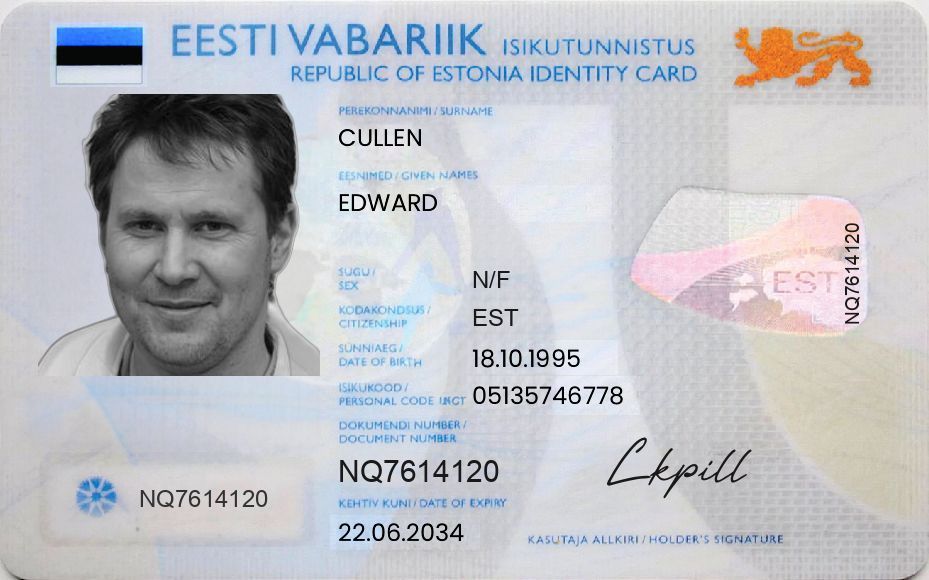 EESTI VABARIIK ISIKUTUNNISTUS
REPUBLIC OF ESTONIA IDENTITY CARD
PEREKONNANIMI / SURNAME
CULLEN
EESNIMED / GIVEN NAMES
EDWARD
SUGU /
SEX
N/F
KODAKONDSUS /
CITIZENSHIP
EST
SÜNNIAEG /
DATE OF BIRTH
18.10.1995
ISIKUKOOD /
PERSONAL CODE
05135746778
DOKUMENDI NUMBER /
DOCUMENT NUMBER
NQ7614120
KEHTIV KUNI / DATE OF EXPIRY
22.06.2034
NQ7614120
EST
NQ7614120
KASUTAJA ALLKIRI / HOLDER'S SIGNATURE